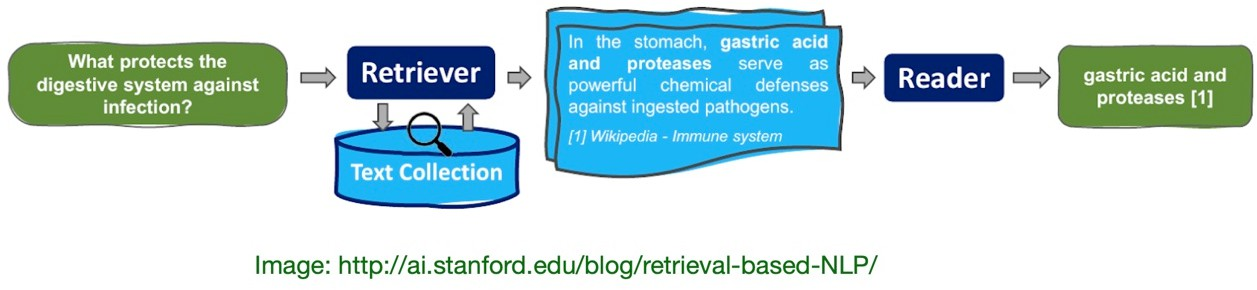 What protects the
digestive system against
infection?
Retriever
Text Collection
In the stomach, gastric acid
and proteases serve as
powerful chemical defenses
against ingested pathogens.
[1] Wikipedia - Immune system
Reader
gastric acid and
proteases [1]
Image: http://ai.stanford.edu/blog/retrieval-based-NLP/